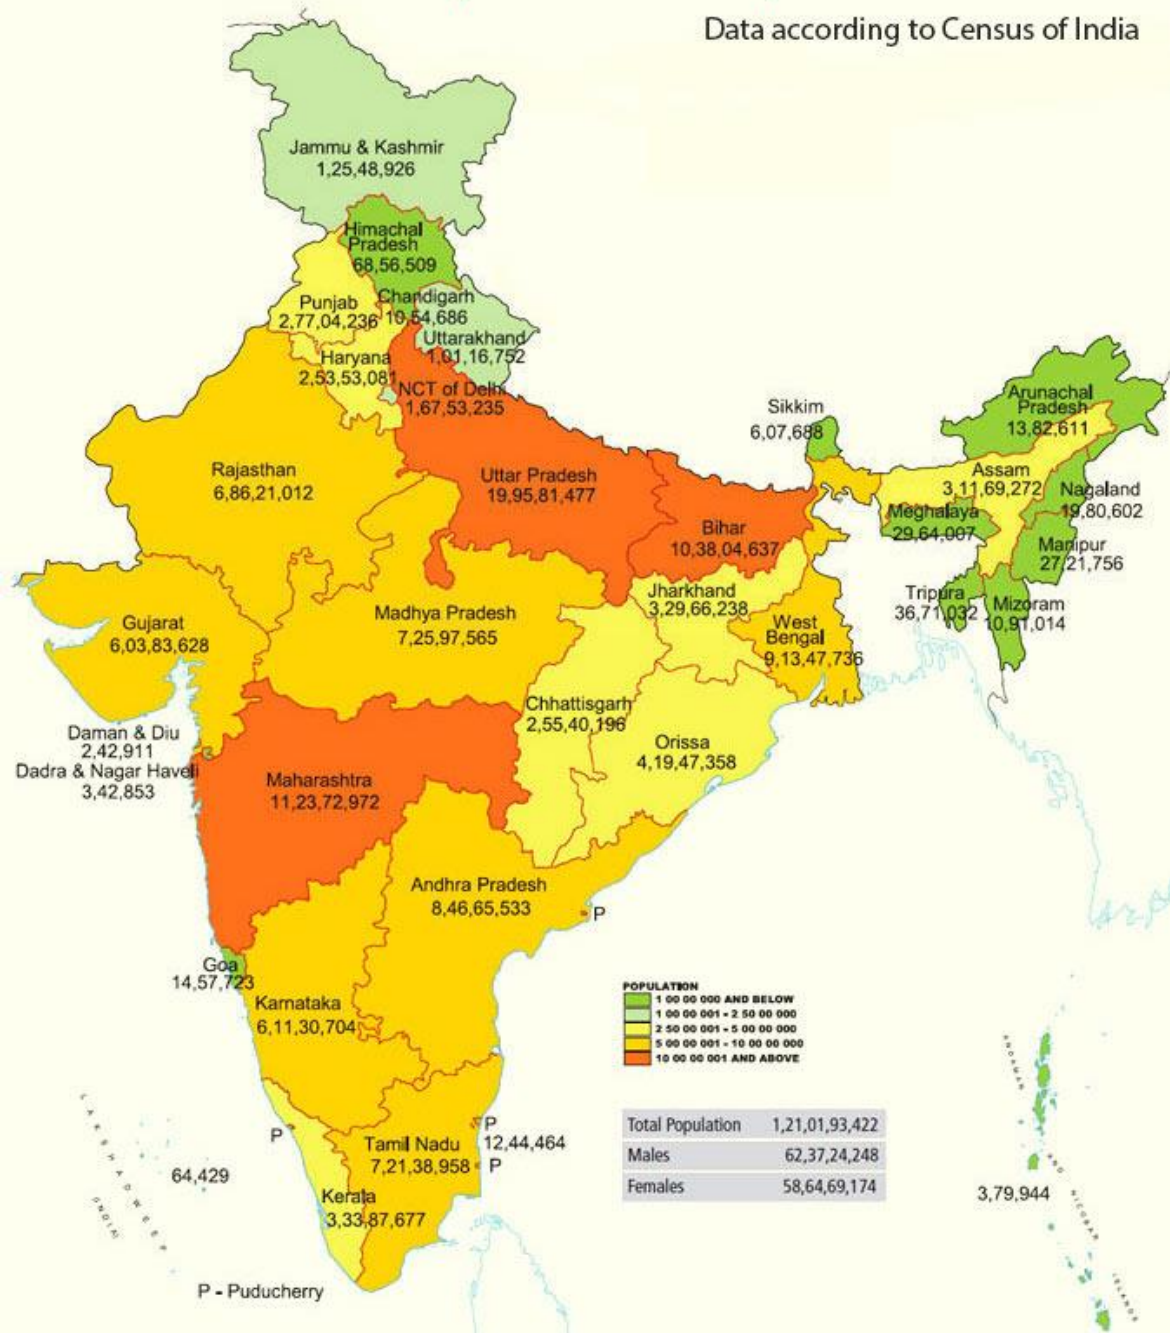 Data according to Census of India
Jammu & Kashmir
1,25,48,926
Himachal
Pradesh
68,56,509
Punjab
2,77,04,236
Chandigarh
10,54,686
Uttarakhand
1,01,16,752
Haryana
2,53,53,081
NCT of Delhi
1,67,53,235
Rajasthan
6,86,21,012
Uttar Pradesh
19,95,81,477
Bihar
10,38,04,637
Sikkim
6,07,688
Arunachal
Pradesh
13,82,611
Assam
3,11,69,272
Nagaland
19,80,602
Meghalaya
29,64,007
Manipur
27,21,756
Tripura
36,71,032
Mizoram
10,91,014
Gujarat
6,03,83,628
Madhya Pradesh
7,25,97,565
Jharkhand
3,29,66,238
West
Bengal
9,13,47,736
Chhattisgarh
2,55,40,196
Orissa
4,19,47,358
Daman & Diu
2,42,911
Dadra & Nagar Haveli
3,42,853
Maharashtra
11,23,72,972
Andhra Pradesh
8,46,65,533
P
Goa
14,57,723
Karnataka
6,11,30,704
POPULATION
1 00 00 000 AND BELOW
1 00 00 001 - 2 50 00 000
2 50 00 001 - 5 00 00 000
5 00 00 001 - 10 00 00 000
10 00 00 001 AND ABOVE
Total Population 1,21,01,93,422
Males 62,37,24,248
Females 58,64,69,174
P
P
12,44,464
P
Tamil Nadu
7,21,38,958
Kerala
3,33,87,677
LAKSHADWEEP
(INDIA)
64,429
ANDAMAN
AND NICOBAR
ISLANDS
3,79,944
P - Puducherry